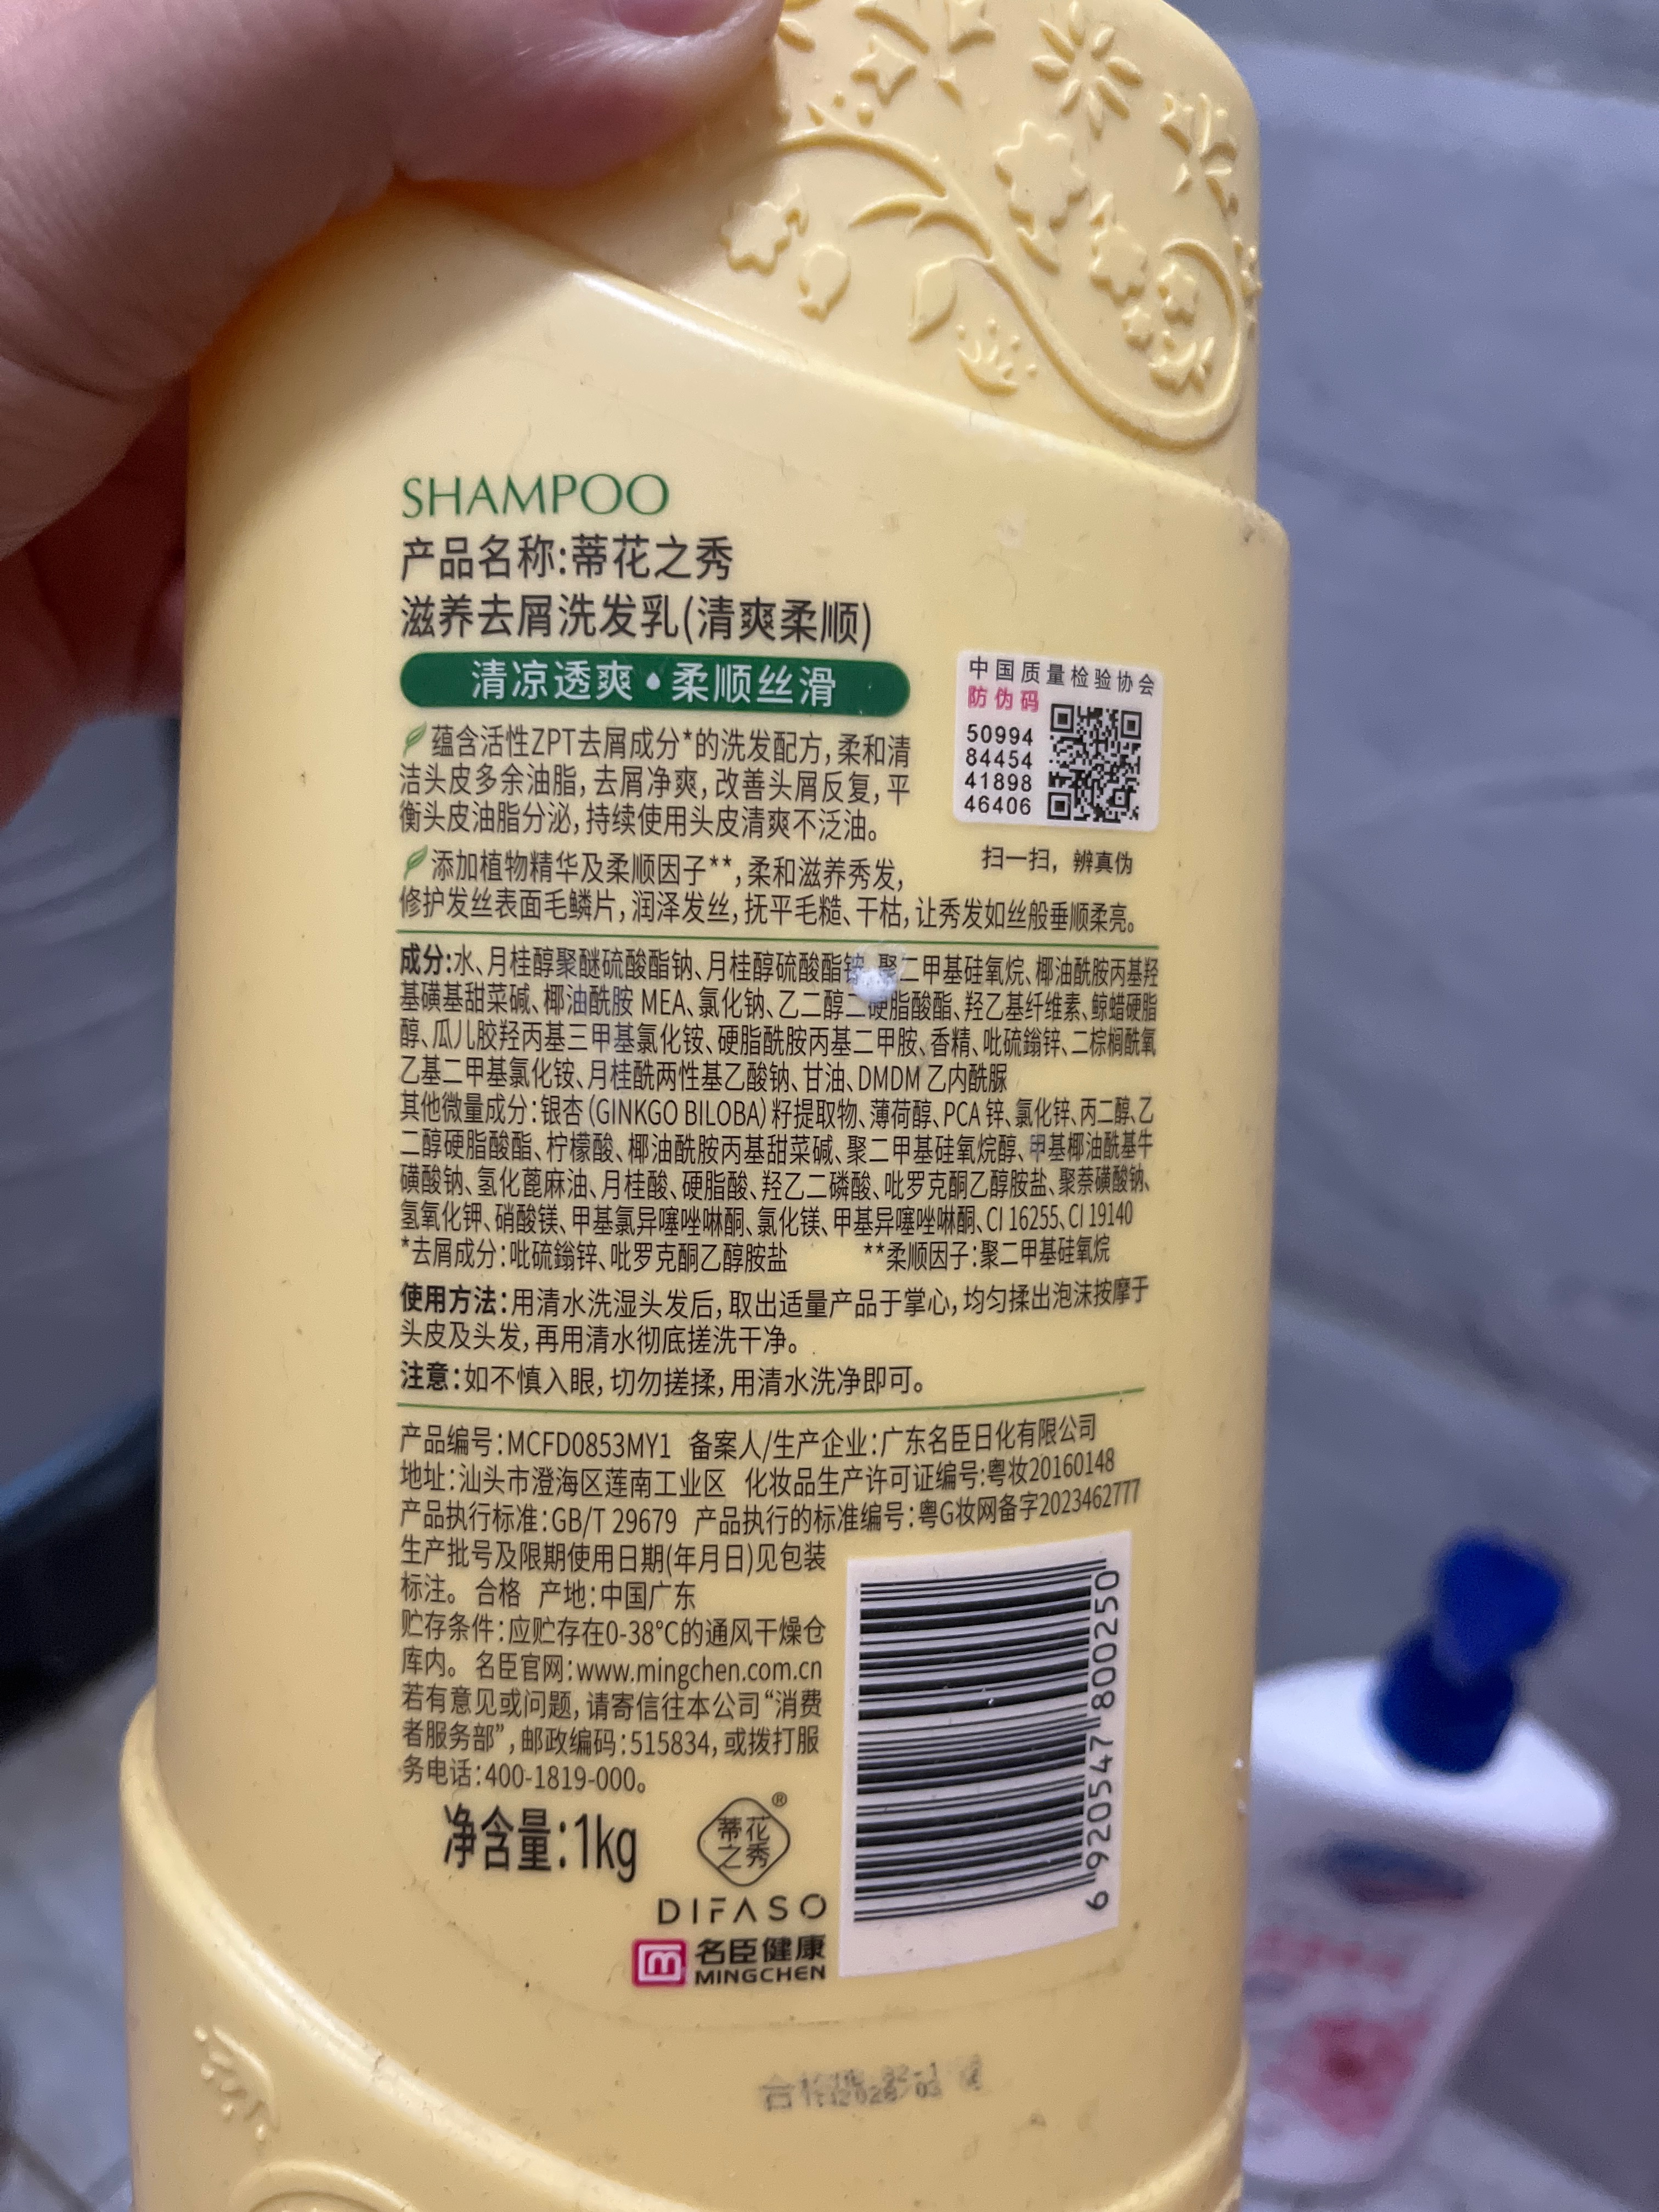 SHAMPOO
产品名称:蒂花之秀
滋养去屑洗发乳(清爽柔顺)
清凉透爽·柔顺丝滑
蕴含活性ZPT去屑成分*的洗发配方,柔和清
洁头皮多余油脂,去屑净爽,改善头屑反复,平
衡头皮油脂分泌,持续使用头皮清爽不泛油。
添加植物精华及柔顺因子**,柔和滋养秀发,
修护发丝表面毛鳞片,润泽发丝,抚平毛糙、干枯,让秀发如丝般垂顺柔亮。
中国质量检验协会
防伪码
50994
84454
41898
46406
扫一扫,辨真伪
成分:水、月桂醇聚醚硫酸酯钠、月桂醇硫酸酯铵、聚二甲基硅氧烷、椰油酰胺丙基羟
基磺基甜菜碱、椰油酰胺 MEA、氯化钠、乙二醇二硬脂酸酯、羟乙基纤维素、鲸蜡硬脂
醇、瓜儿胶羟丙基三甲基氯化铵、硬脂酰胺丙基二甲胺、香精、吡硫鎓锌、二棕榈酰氧
乙基二甲基氯化铵、月桂酰两性基乙酸钠、甘油、DMDM 乙内酰脲
其他微量成分:银杏(GINKGO BILOBA)籽提取物、薄荷醇、PCA 锌、氯化锌、丙二醇、乙
二醇硬脂酸酯、柠檬酸、椰油酰胺丙基甜菜碱、聚二甲基硅氧烷醇、甲基椰油酰基牛
磺酸钠、氢化蓖麻油、月桂酸、硬脂酸、羟乙二磷酸、吡罗克酮乙醇胺盐、聚萘磺酸钠、
氢氧化钾、硝酸镁、甲基氯异噻唑啉酮、氯化镁、甲基异噻唑啉酮、CI 16255、CI 19140
*去屑成分:吡硫鎓锌、吡罗克酮乙醇胺盐 **柔顺因子:聚二甲基硅氧烷
使用方法:用清水洗湿头发后,取出适量产品于掌心,均匀揉出泡沫按摩于
头皮及头发,再用清水彻底搓洗干净。
注意:如不慎入眼,切勿搓揉,用清水洗净即可。
产品编号:MCFD0853MY1 备案人/生产企业:广东名臣日化有限公司
地址:汕头市澄海区莲南工业区 化妆品生产许可证编号:粤妆20160148
产品执行标准:GB/T 29679 产品执行的标准编号:粤G妆网备字2023462777
生产批号及限期使用日期(年月日)见包装
标注。合格 产地:中国广东
贮存条件:应贮存在0-38℃的通风干燥仓
库内。名臣官网:www.mingchen.com.cn
若有意见或问题,请寄信往本公司“消费
者服务部”,邮政编码:515834,或拨打服
务电话:400-1819-000。
净含量:1kg
蒂花
之秀
®
DIFASO
名臣健康
MINGCHEN
6 920547 800250